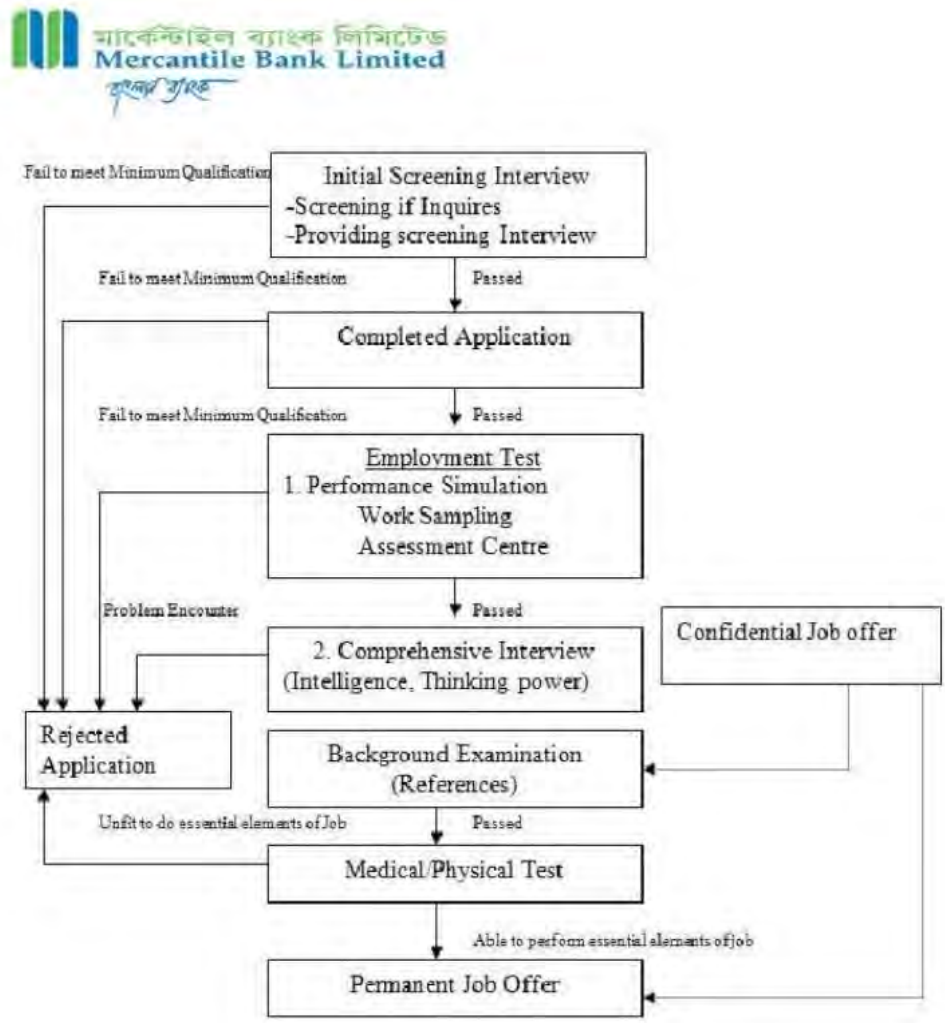 মার্কেন্টাইল ব্যাংক লিমিটেড
Mercantile Bank Limited
বাংলার ব্যাংক
Fail to meet Minimum Qualification
Initial Screening Interview
-Screening if Inquires
-Providing screening Interview
Fail to meet Minimum Qualification
Passed
Completed Application
Fail to meet Minimum Qualification
Passed
Employment Test
1. Performance Simulation
Work Sampling
Assessment Centre
Problem Encounter
Passed
Confidential Job offer
2. Comprehensive Interview
(Intelligence, Thinking power)
Rejected
Application
Background Examination
(References)
Unfit to do essential elements of Job
Passed
Medical/Physical Test
Able to perform essential elements of job
Permanent Job Offer